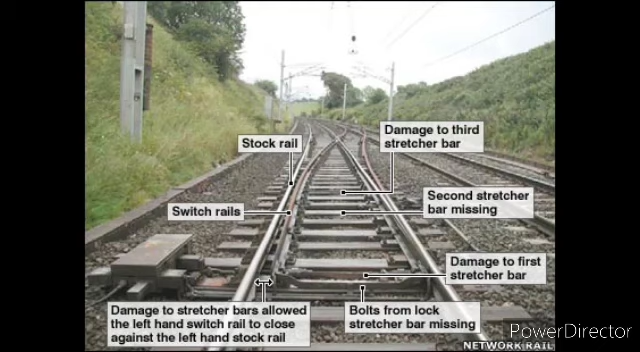 Damage to third
stretcher bar
Stock rail
Second stretcher
bar missing
Switch rails
Damage to first
stretcher bar
Damage to stretcher bars allowed
the left hand switch rail to close
against the left hand stock rail
Bolts from lock
stretcher bar missing
PowerDirector
NETWORK RAIL